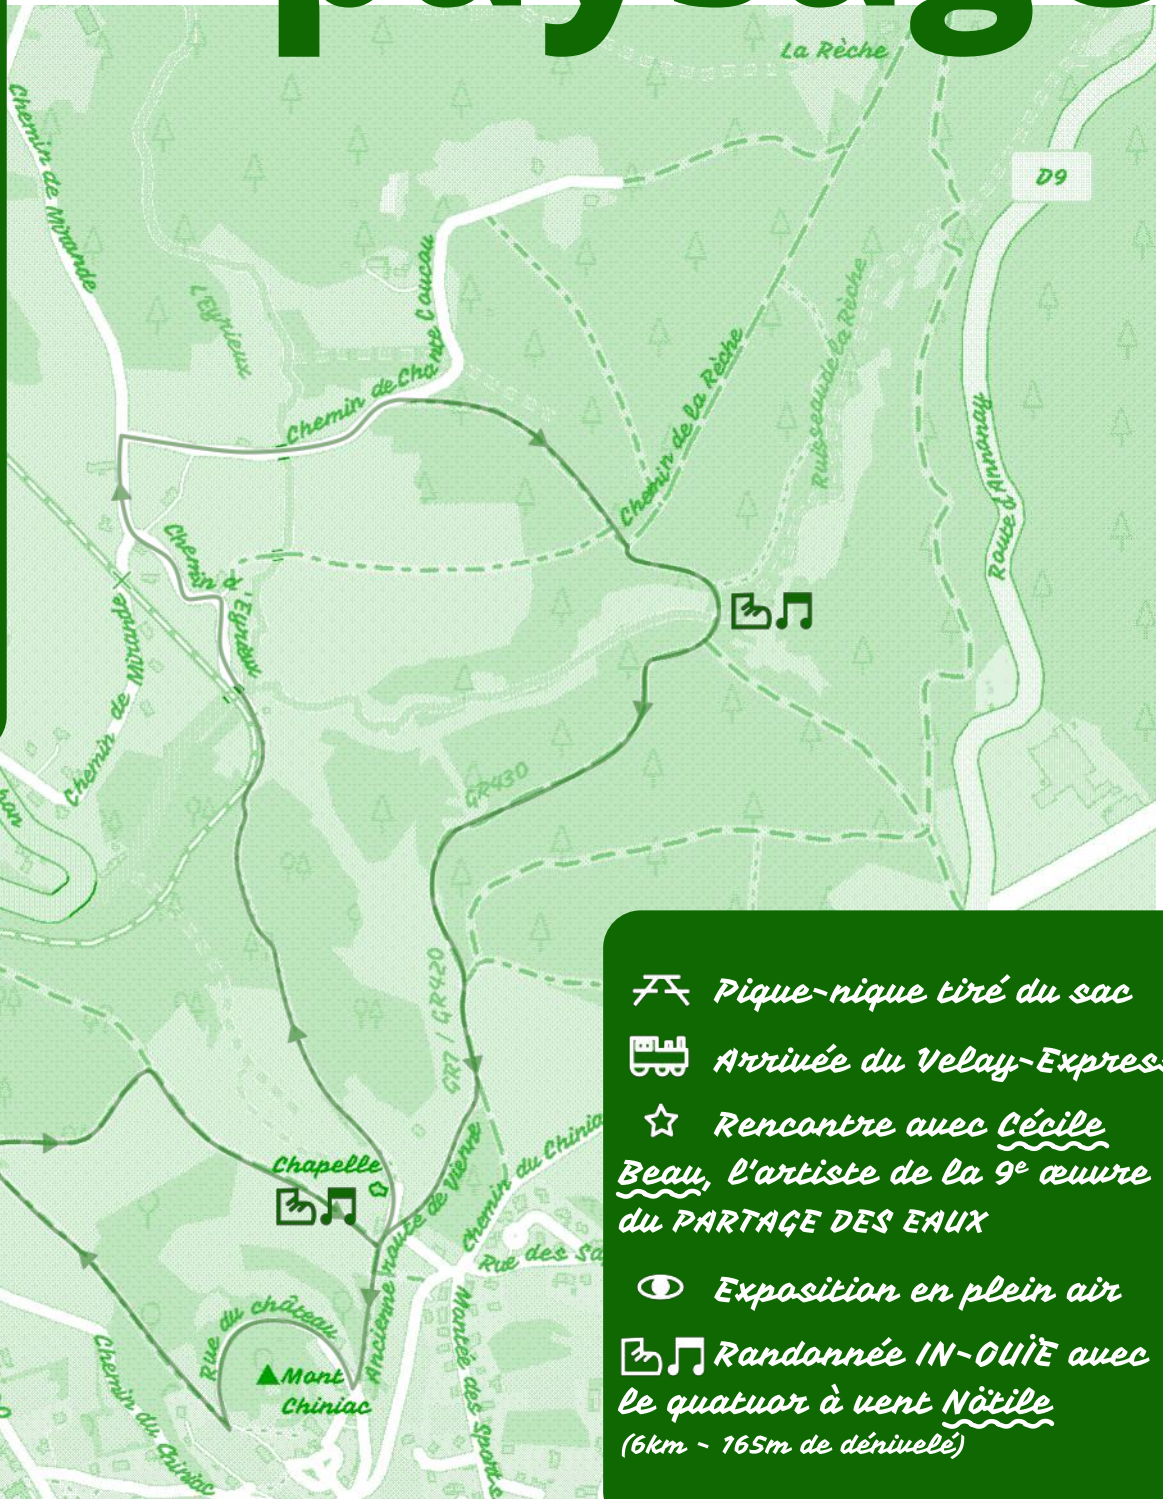 paysage
La Rèche
D9
Chemin de Mirande
Chemin de Chante Coucou
L'Eyrieux
Chemin de la Rèche
Ruisseau de la Rèche
Route d'Annonay
Chemin d'Eyrieux
Chemin de Mirande
GR430
GR7 / GR420
Chapelle
Ancienne route de Vienne
Chemin du Chiniac
Rue des Sa
Rue du château
Mont
Chiniac
Montée des Sports
Chemin du Chiniac
Pique-nique tiré du sac
Arrivée du Velay-Express
Rencontre avec Cécile
Beau, l'artiste de la 9e œuvre
du PARTAGE DES EAUX
Exposition en plein air
Randonnée IN-OUÏE avec
le quatuor à vent Nötile
(6km - 165m de dénivelé)